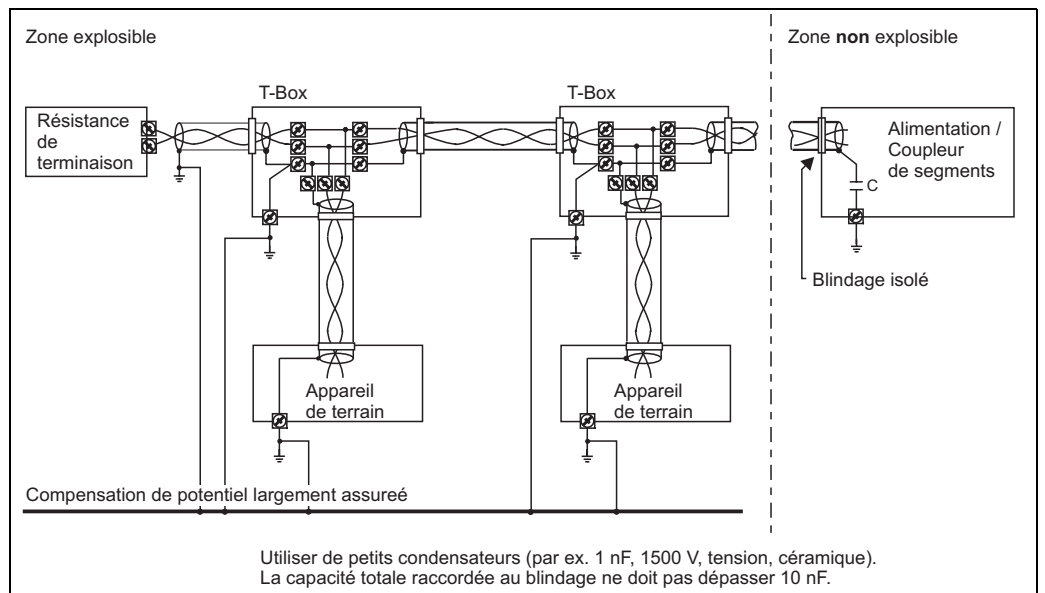 Zone explosible
Zone non explosible
T-Box
T-Box
Résistance
de
terminaison
Alimentation /
Coupleur
de segments
C
Blindage isolé
Appareil
de terrain
Appareil
de terrain
Compensation de potentiel largement assureé
Utiliser de petits condensateurs (par ex. 1 nF, 1500 V, tension, céramique).
La capacité totale raccordée au blindage ne doit pas dépasser 10 nF.